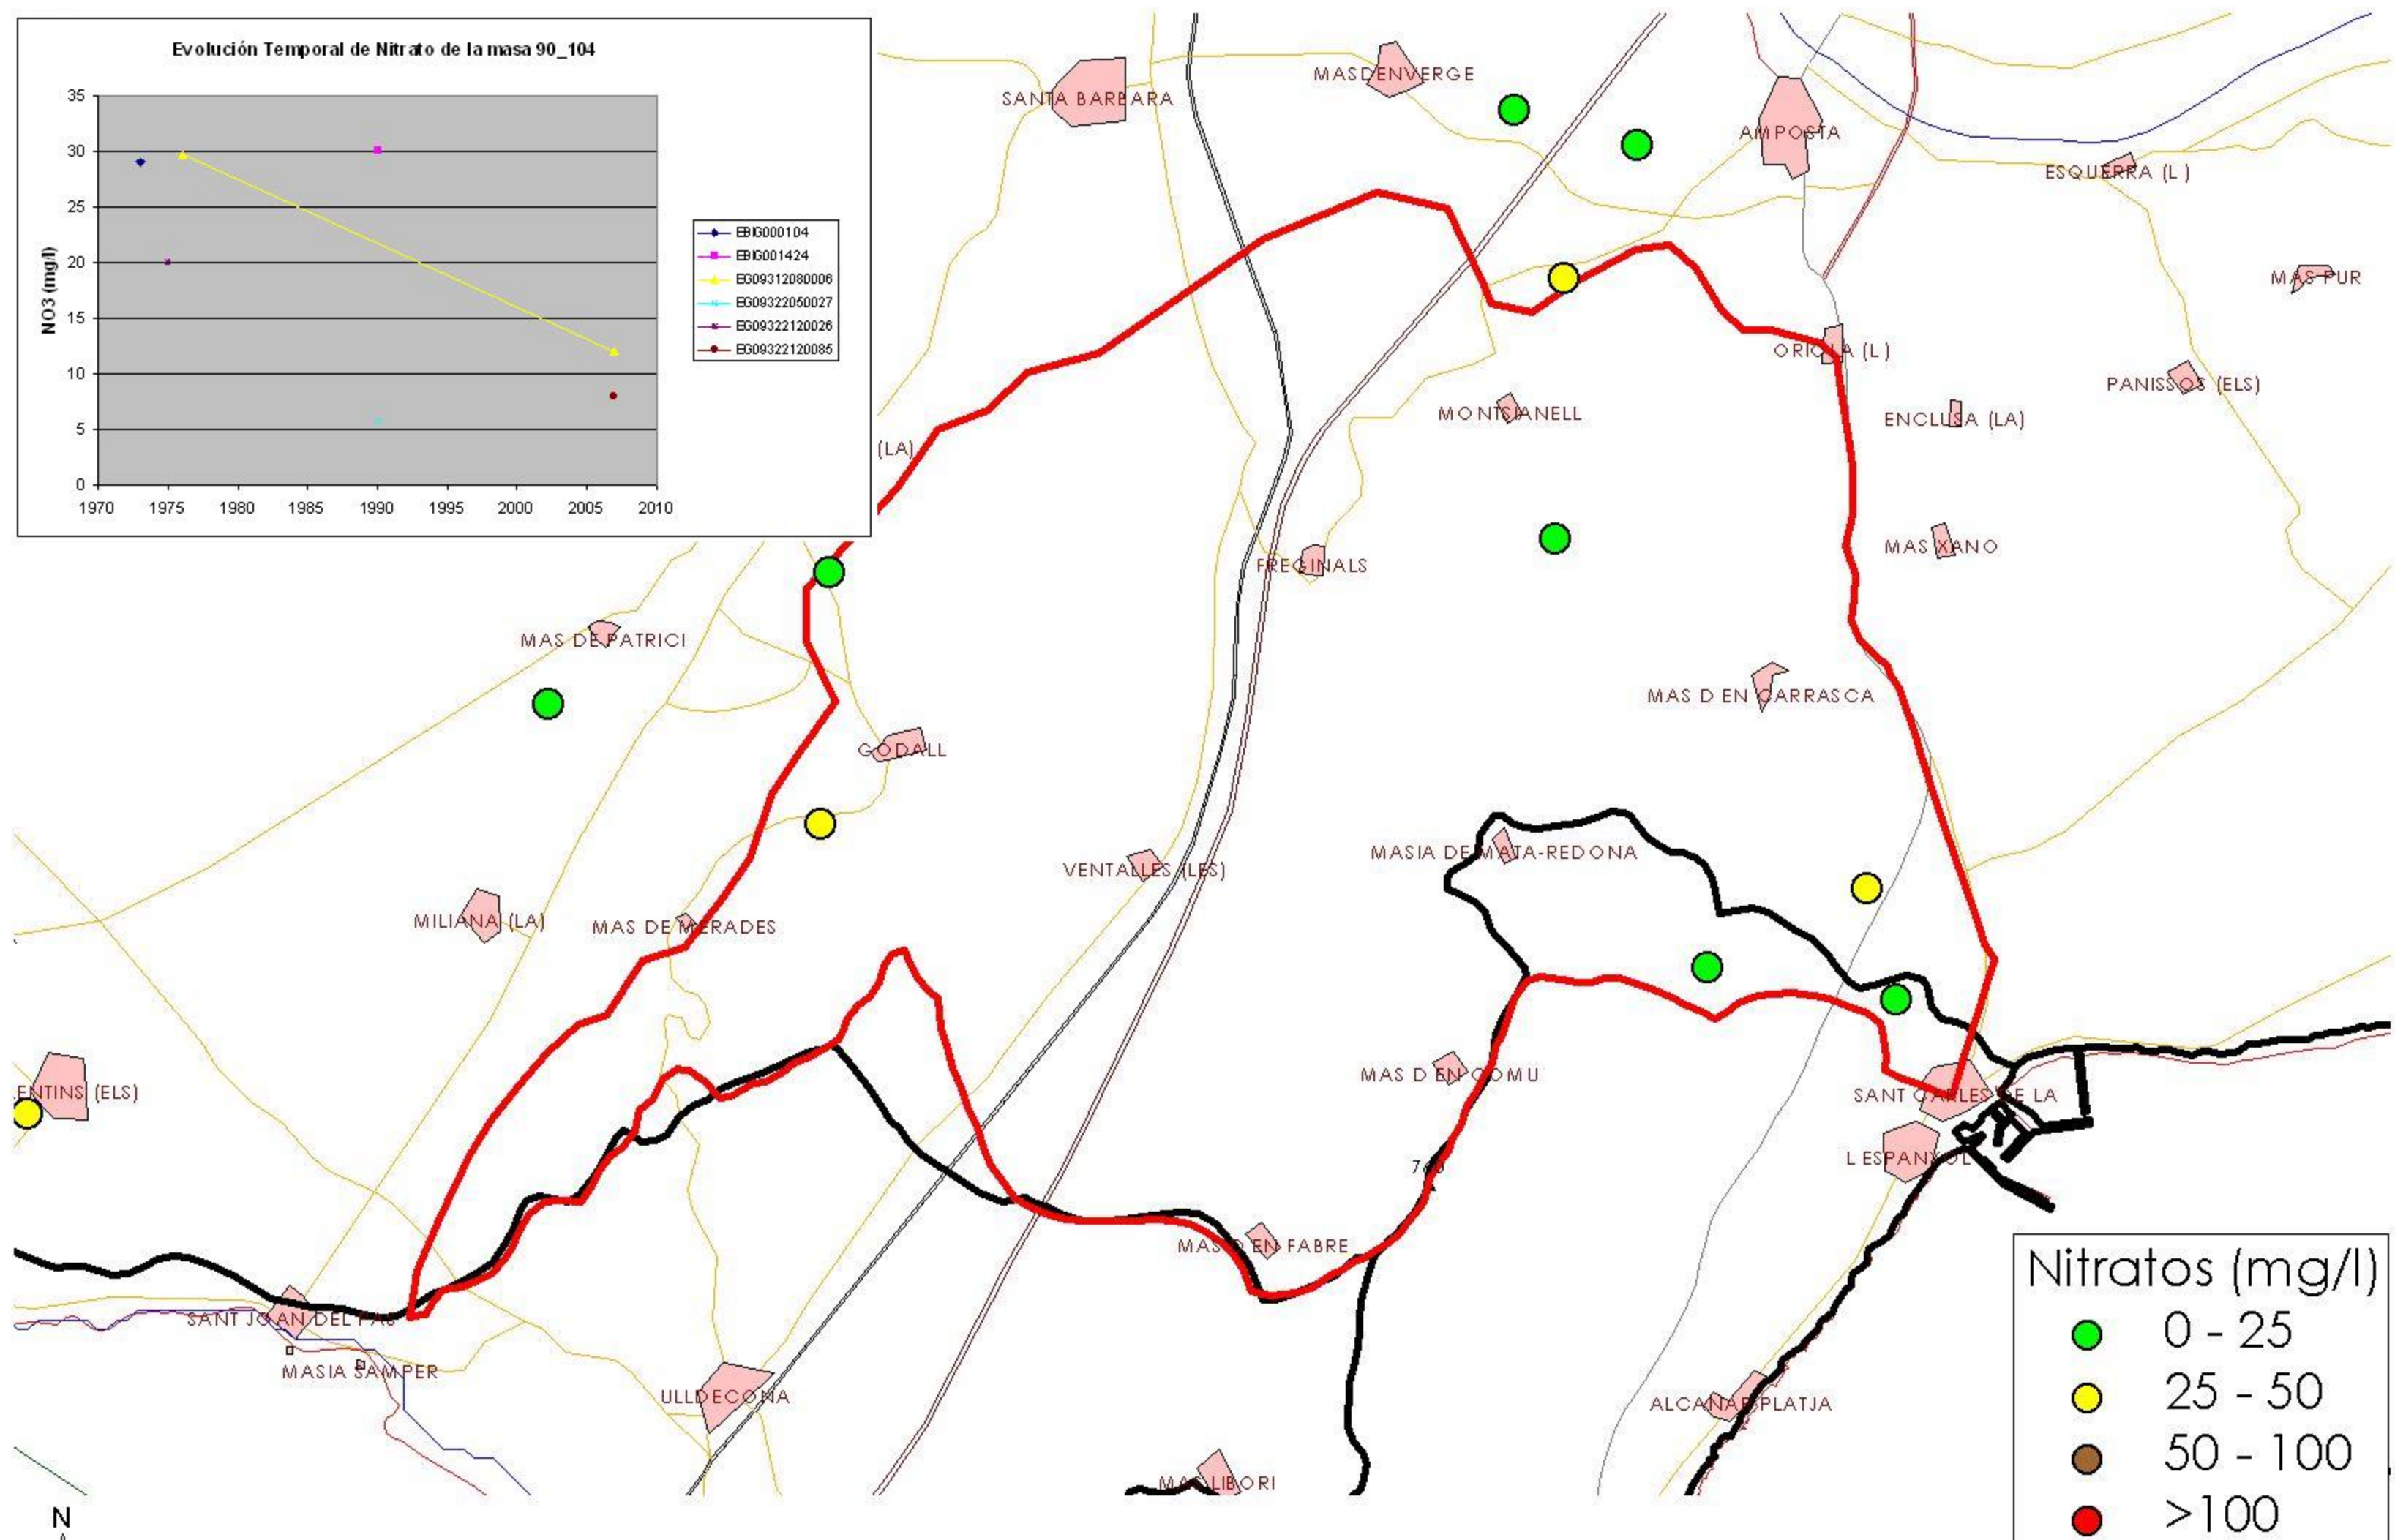 Evolución Temporal de Nitrato de la masa 90_104
35
30
25
20
15
10
5
0
NO3 (mg/l)
1970 1975 1980 1985 1990 1995 2000 2005 2010
EBIG000104
EBIG001424
EG09312080006
EG09322050027
EG09322120026
EG09322120085
SANTA BARBARA
MASDENVERGE
AMPOSTA
ESQUERRA (L )
MAS PUR
ORIOLA (L )
PANISSOS (ELS)
MONTSIANELL
ENCLUSA (LA)
(LA)
MAS XANO
FREGINALS
MAS DE PATRICI
MAS D EN CARRASCA
GODALL
MASIA DE MATA-REDONA
VENTALLES (LES)
MILIANA (LA)
MAS DE MERADES
ENTINS (ELS)
MAS D EN COMU
SANT CARLES DE LA
L ESPANYOL
MAS D EN FABRE
SANT JOAN DEL PAS
MASIA SAMPER
ULLDECONA
ALCANAR PLATJA
MAS LIBORI
N
Nitratos (mg/l)
0 - 25
25 - 50
50 - 100
>100